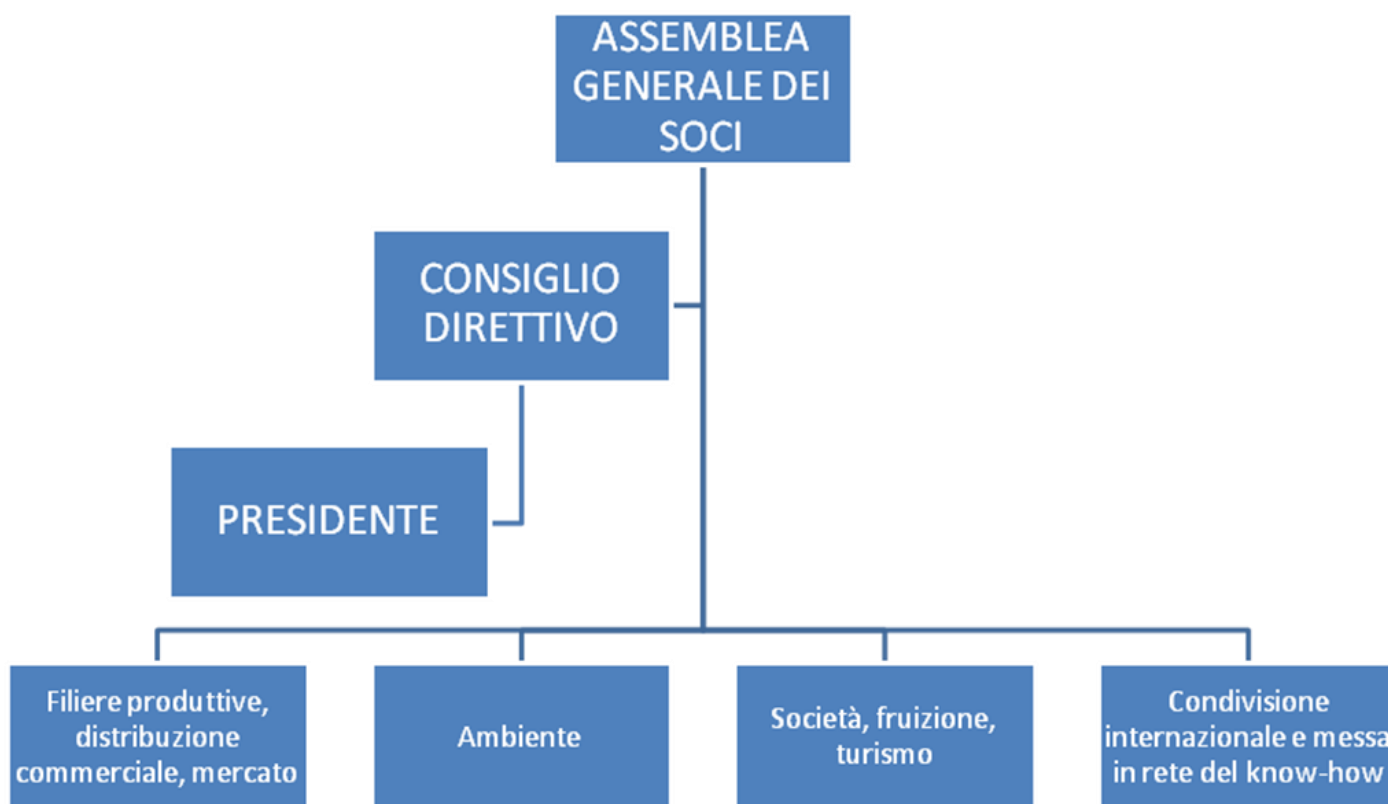 ASSEMBLEA
GENERALE DEI
SOCI
CONSIGLIO
DIRETTIVO
PRESIDENTE
Filiere produttive,
distribuzione
commerciale, mercato
Ambiente
Società, fruizione,
turismo
Condivisione
internazionale e messa
in rete del know-how